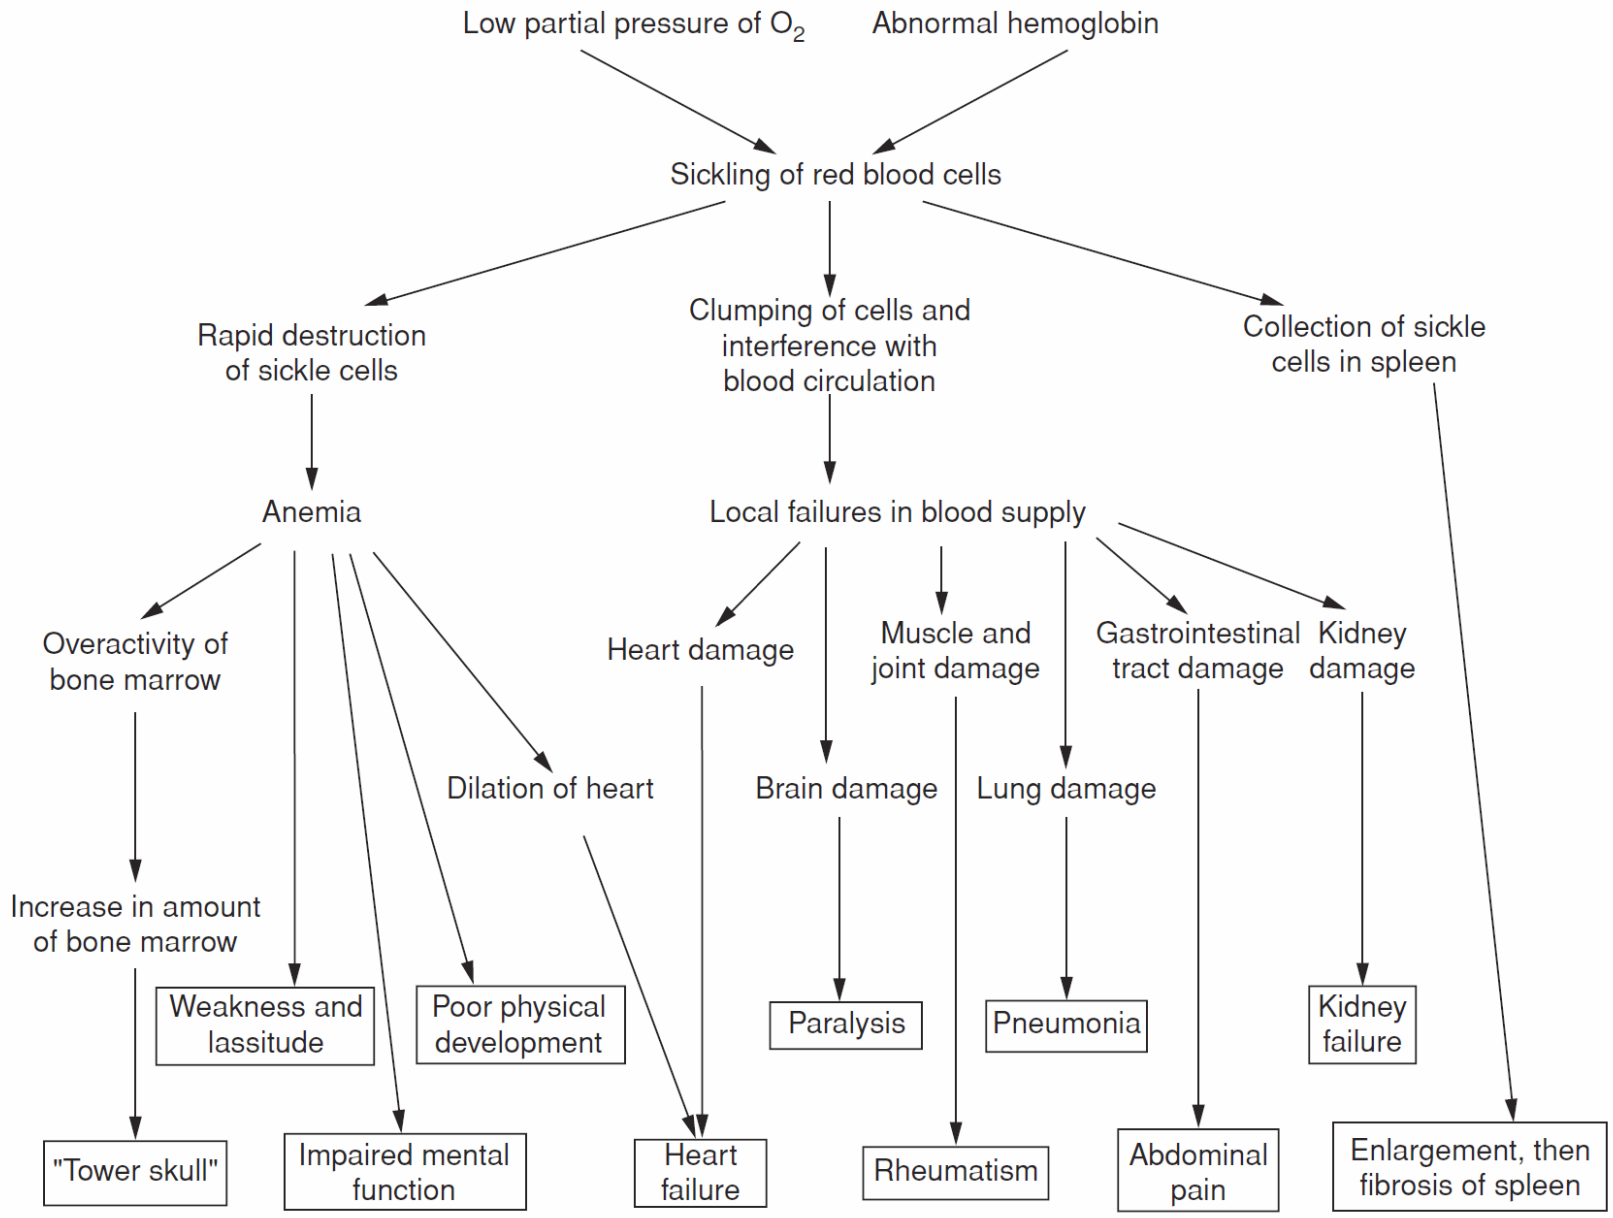 Low partial pressure of O₂
Abnormal hemoglobin
Sickling of red blood cells
Rapid destruction
of sickle cells
Clumping of cells and
interference with
blood circulation
Collection of sickle
cells in spleen
Anemia
Local failures in blood supply
Overactivity of
bone marrow
Heart damage
Muscle and
joint damage
Gastrointestinal
tract damage
Kidney
damage
Dilation of heart
Brain damage
Lung damage
Increase in amount
of bone marrow
Weakness and
lassitude
Poor physical
development
Paralysis
Pneumonia
Kidney
failure
"Tower skull"
Impaired mental
function
Heart
failure
Rheumatism
Abdominal
pain
Enlargement, then
fibrosis of spleen